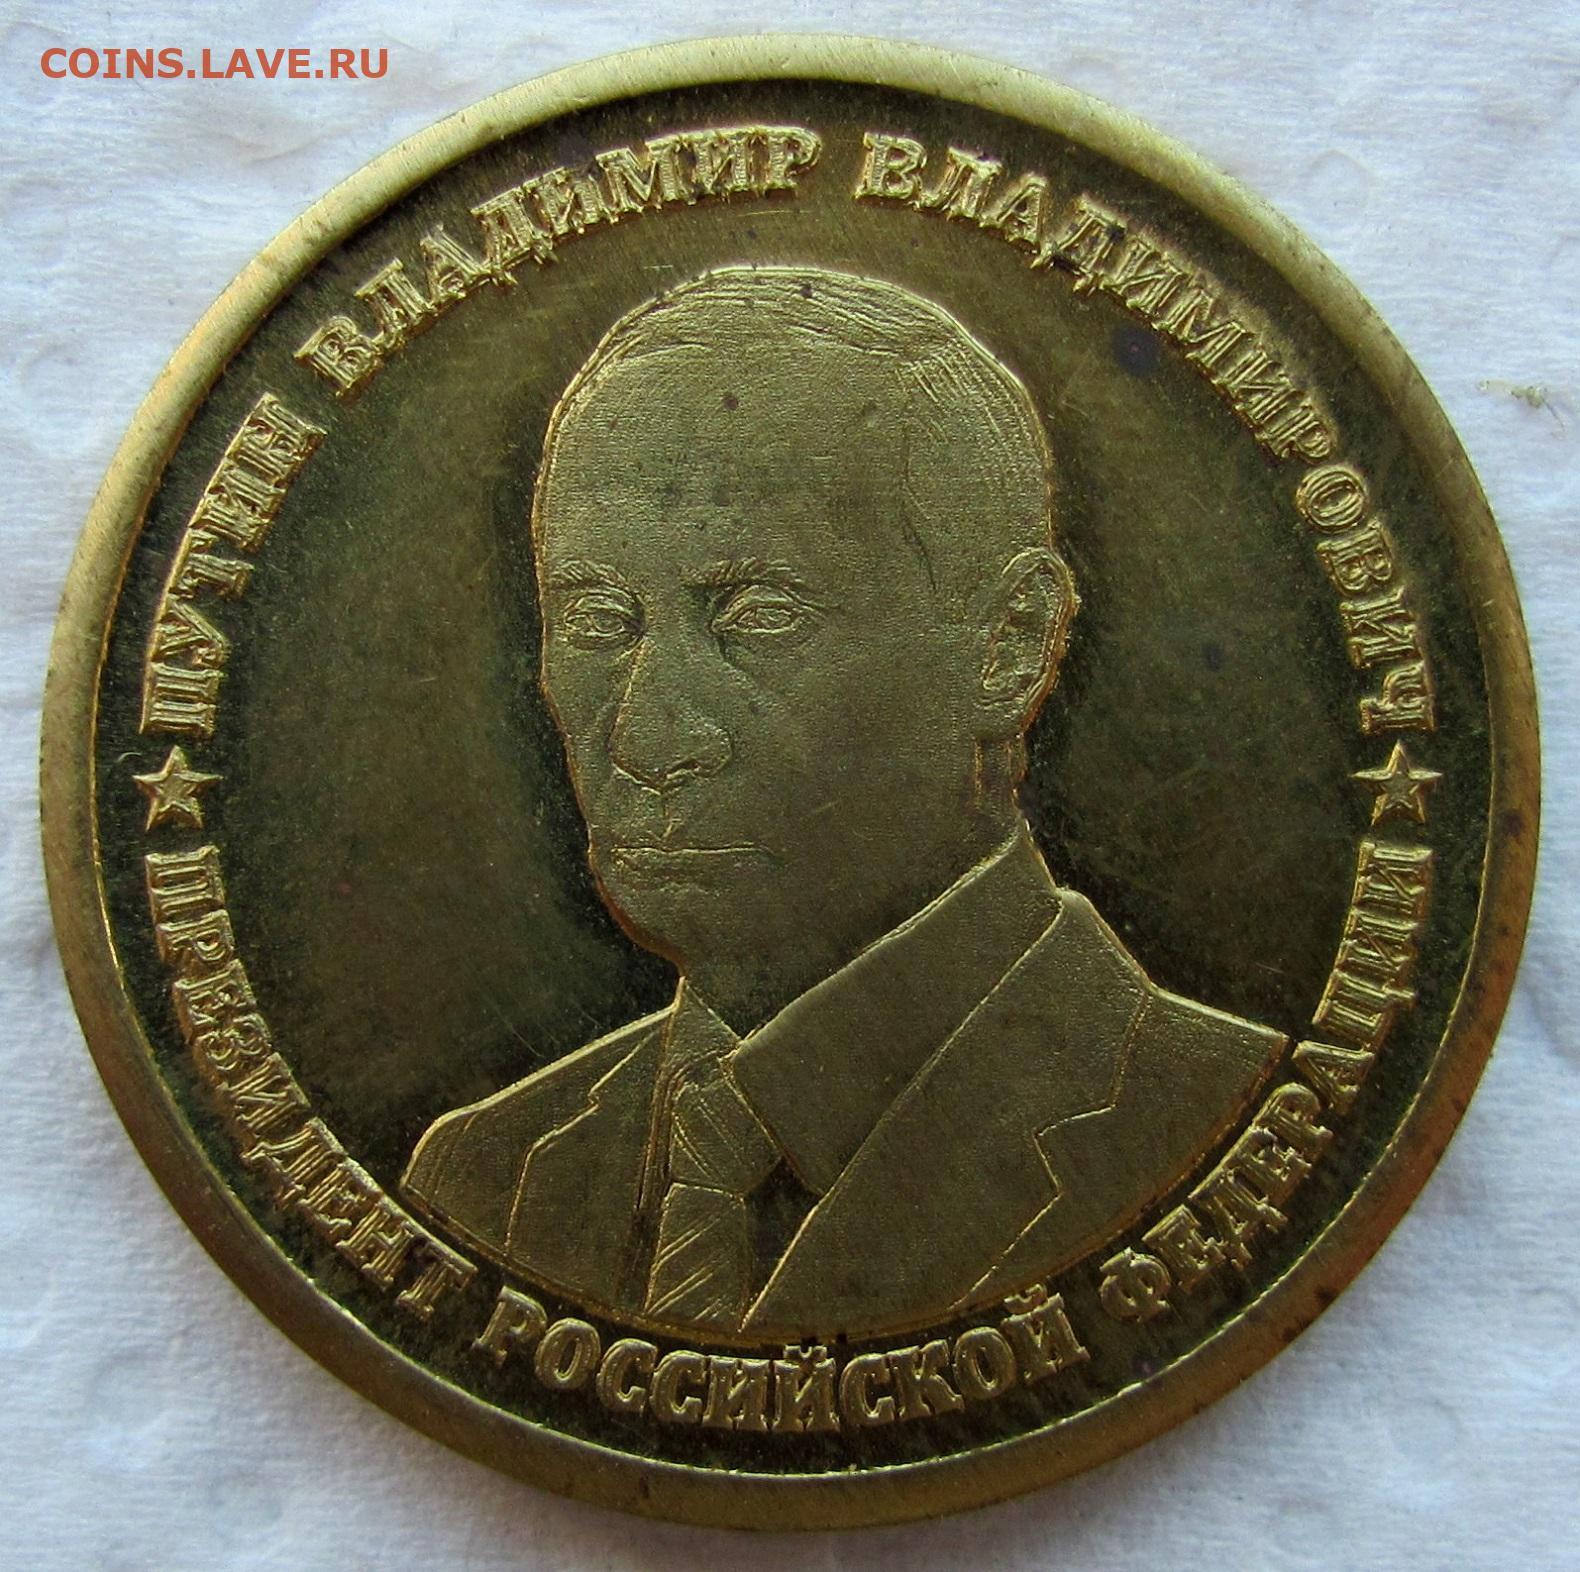 COINS.LAVE.RU
ПУТИН ВЛАДИМИР ВЛАДИМИРОВИЧ
ПРЕЗИДЕНТ РОССИЙСКОЙ ФЕДЕРАЦИИ